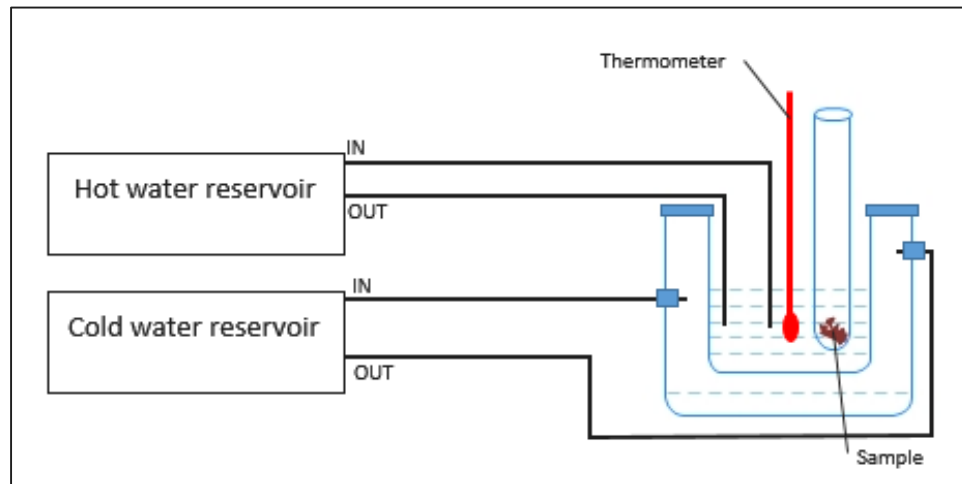 Thermometer
IN
Hot water reservoir
OUT
IN
Cold water reservoir
OUT
Sample